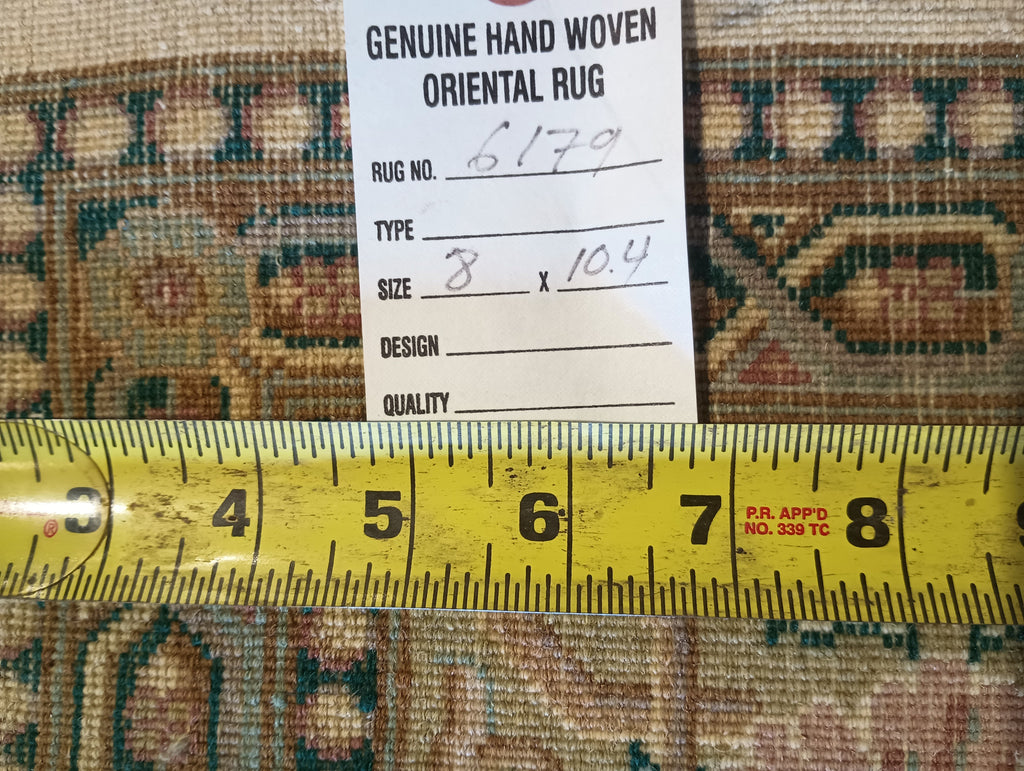 GENUINE HAND WOVEN
ORIENTAL RUG
RUG NO. 6179
TYPE
SIZE 8 X 10.4
DESIGN
QUALITY
3 4 5 6 7 8
P.R. APP'D
NO. 339 TC
®